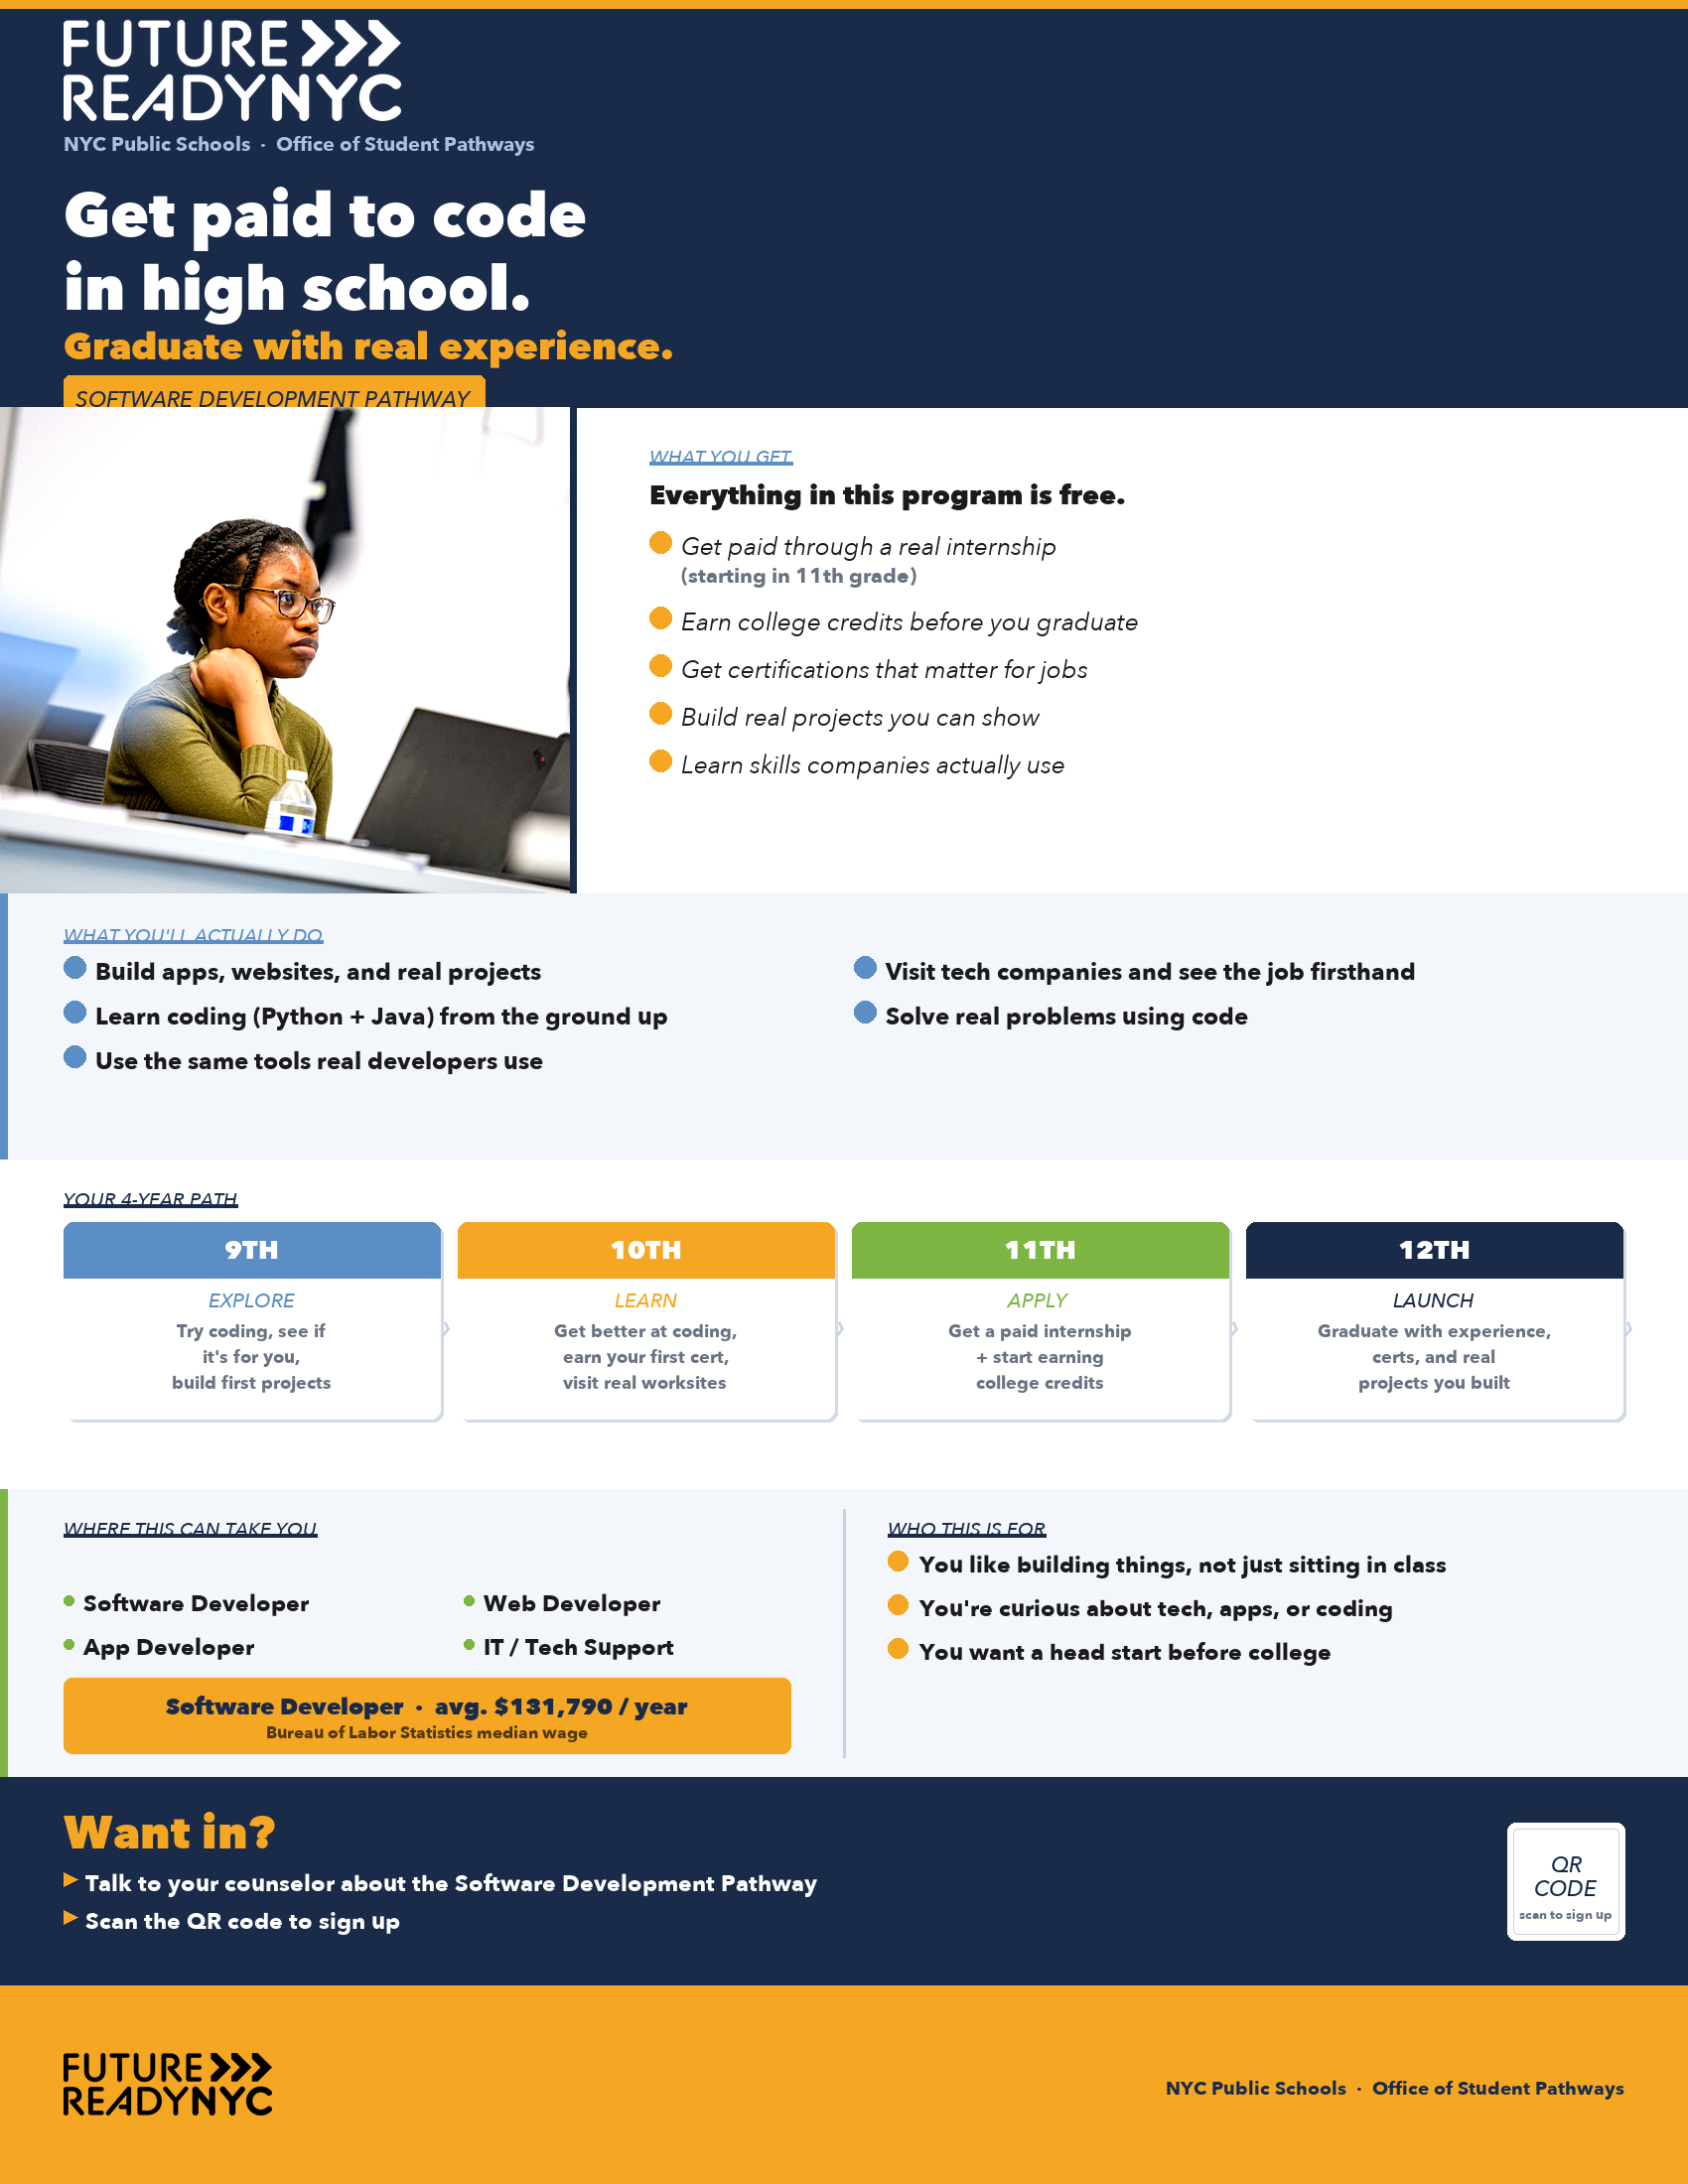 FUTURE
READYNYC
NYC Public Schools · Office of Student Pathways
Get paid to code
in high school.
Graduate with real experience.
SOFTWARE DEVELOPMENT PATHWAY
WHAT YOU GET
Everything in this program is free.
Get paid through a real internship
(starting in 11th grade)
Earn college credits before you graduate
Get certifications that matter for jobs
Build real projects you can show
Learn skills companies actually use
WHAT YOU'LL ACTUALLY DO
Build apps, websites, and real projects
Learn coding (Python + Java) from the ground up
Use the same tools real developers use
Visit tech companies and see the job firsthand
Solve real problems using code
YOUR 4-YEAR PATH
9TH
EXPLORE
Try coding, see if
it's for you,
build first projects
10TH
LEARN
Get better at coding,
earn your first cert,
visit real worksites
11TH
APPLY
Get a paid internship
+ start earning
college credits
12TH
LAUNCH
Graduate with experience,
certs, and real
projects you built
WHERE THIS CAN TAKE YOU
Software Developer
Web Developer
App Developer
IT / Tech Support
Software Developer · avg. $131,790 / year
Bureau of Labor Statistics median wage
WHO THIS IS FOR
You like building things, not just sitting in class
You're curious about tech, apps, or coding
You want a head start before college
Want in?
Talk to your counselor about the Software Development Pathway
Scan the QR code to sign up
QR
CODE
scan to sign up
FUTURE
READYNYC
NYC Public Schools · Office of Student Pathways